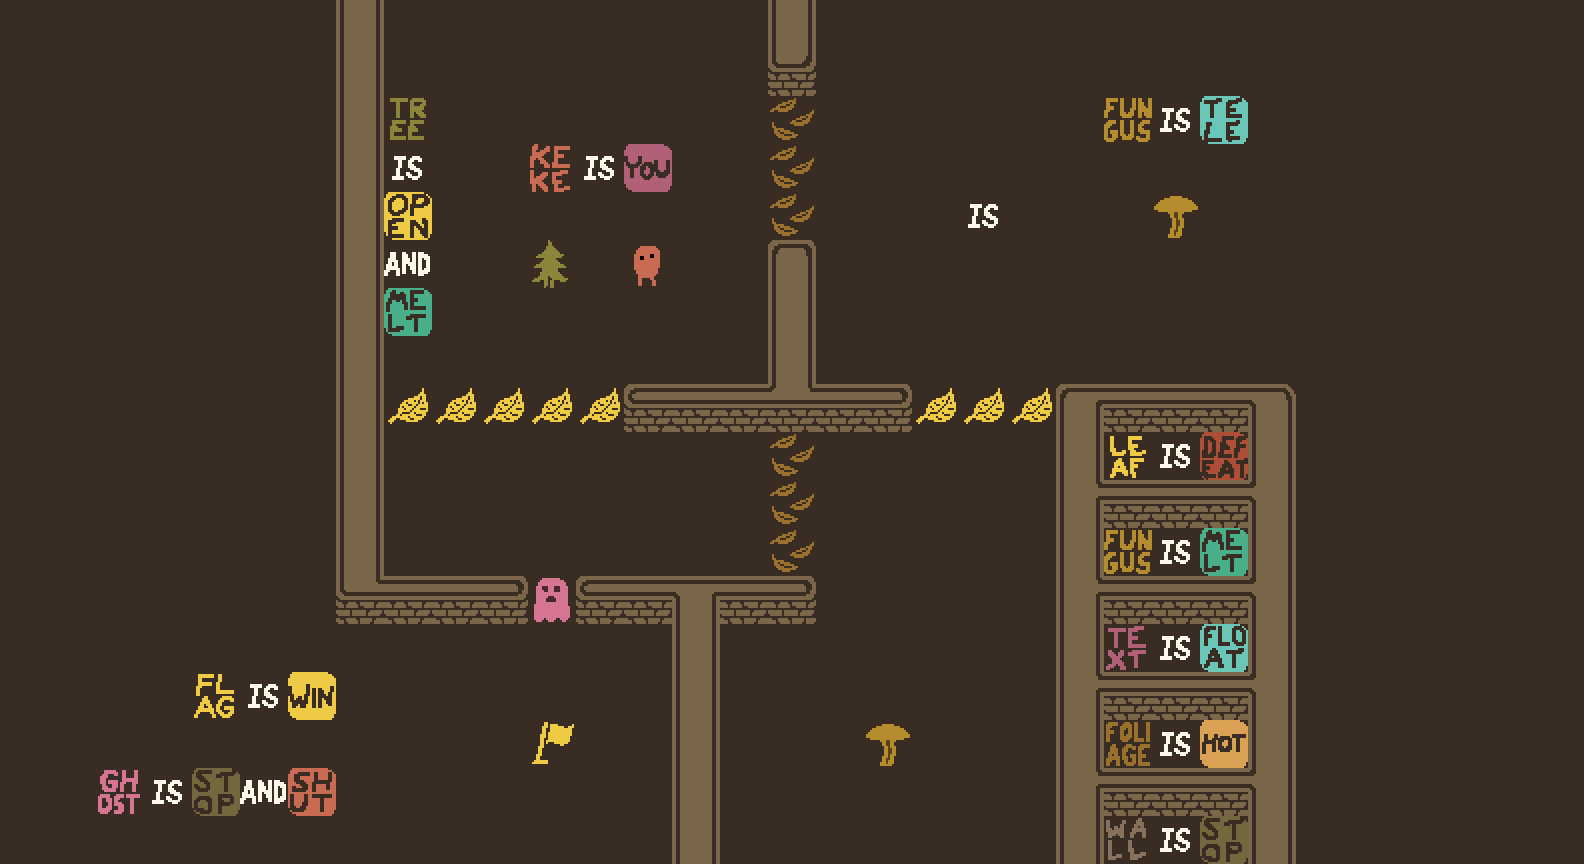 TREE
IS
OPEN
AND
MELT
KEKE IS YOU
FUNGUS IS TELE
IS
LEAF IS DEFEAT
FUNGUS IS MELT
TEXT IS FLOAT
FOLIAGE IS HOT
WALL IS STOP
FLAG IS WIN
GHOST IS STOP AND SHUT